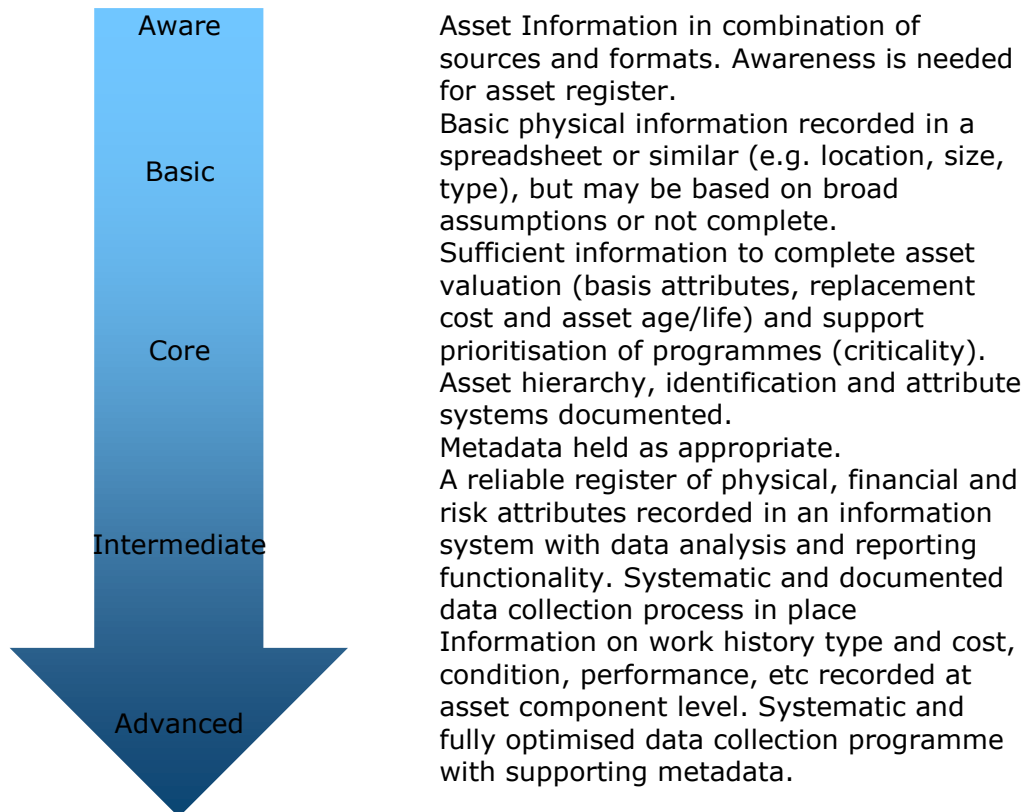 Aware
Asset Information in combination of
sources and formats. Awareness is needed
for asset register.
Basic
Basic physical information recorded in a
spreadsheet or similar (e.g. location, size,
type), but may be based on broad
assumptions or not complete.
Core
Sufficient information to complete asset
valuation (basis attributes, replacement
cost and asset age/life) and support
prioritisation of programmes (criticality).
Asset hierarchy, identification and attribute
systems documented.
Metadata held as appropriate.
Intermediate
A reliable register of physical, financial and
risk attributes recorded in an information
system with data analysis and reporting
functionality. Systematic and documented
data collection process in place
Advanced
Information on work history type and cost,
condition, performance, etc recorded at
asset component level. Systematic and
fully optimised data collection programme
with supporting metadata.